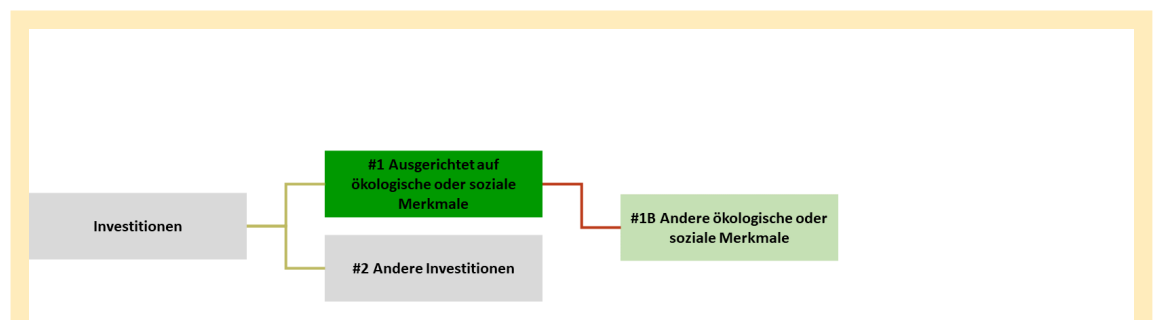 #1 Ausgerichtet auf
ökologische oder soziale
Merkmale
Investitionen
#1B Andere ökologische oder
soziale Merkmale
#2 Andere Investitionen